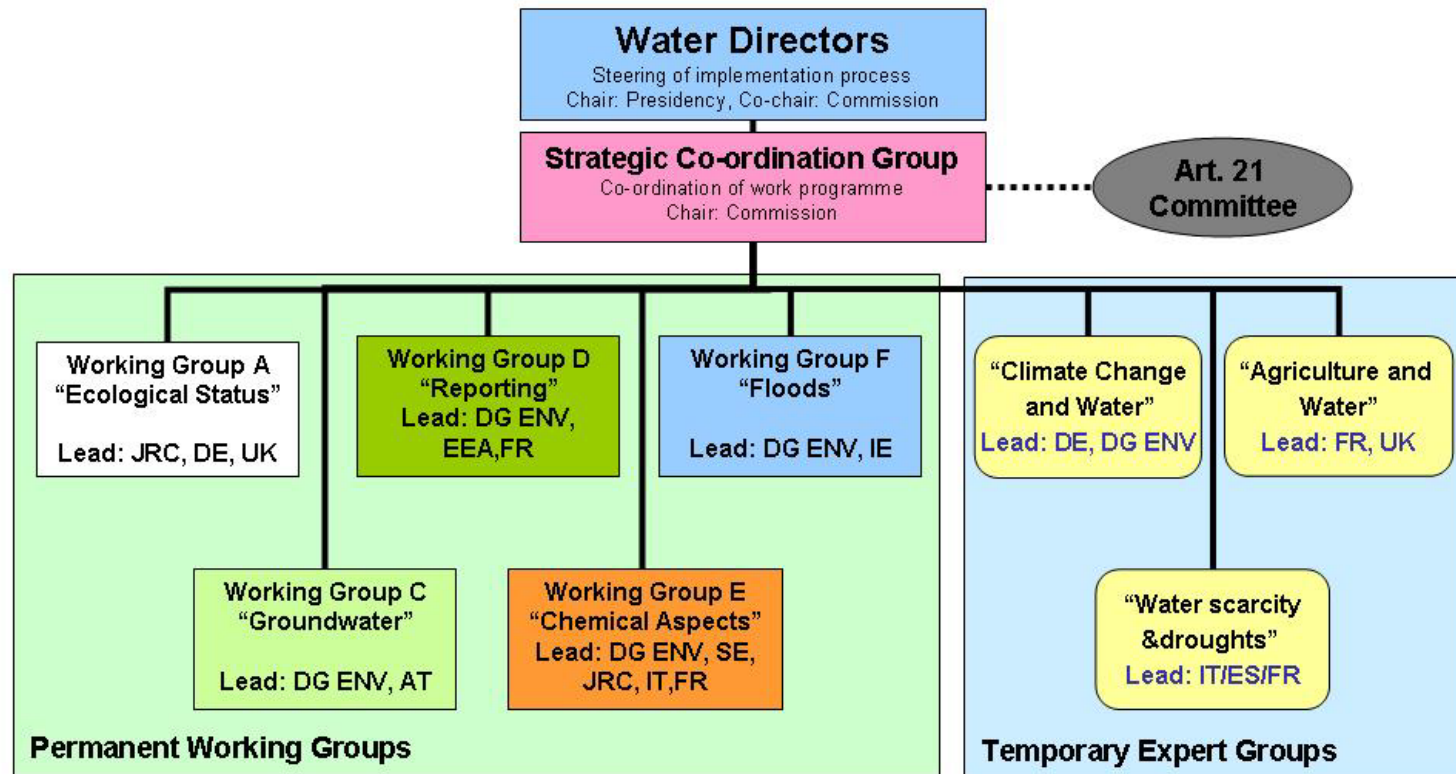 Water Directors
Steering of implementation process
Chair: Presidency, Co-chair: Commission
Strategic Co-ordination Group
Co-ordination of work programme
Chair: Commission
Art. 21
Committee
Working Group A
“Ecological Status”
Lead: JRC, DE, UK
Working Group D
“Reporting”
Lead: DG ENV,
EEA,FR
Working Group F
“Floods”
Lead: DG ENV, IE
“Climate Change
and Water”
Lead: DE, DG ENV
“Agriculture and
Water”
Lead: FR, UK
Working Group C
“Groundwater”
Lead: DG ENV, AT
Working Group E
“Chemical Aspects”
Lead: DG ENV, SE,
JRC, IT,FR
“Water scarcity
&droughts”
Lead: IT/ES/FR
Permanent Working Groups
Temporary Expert Groups